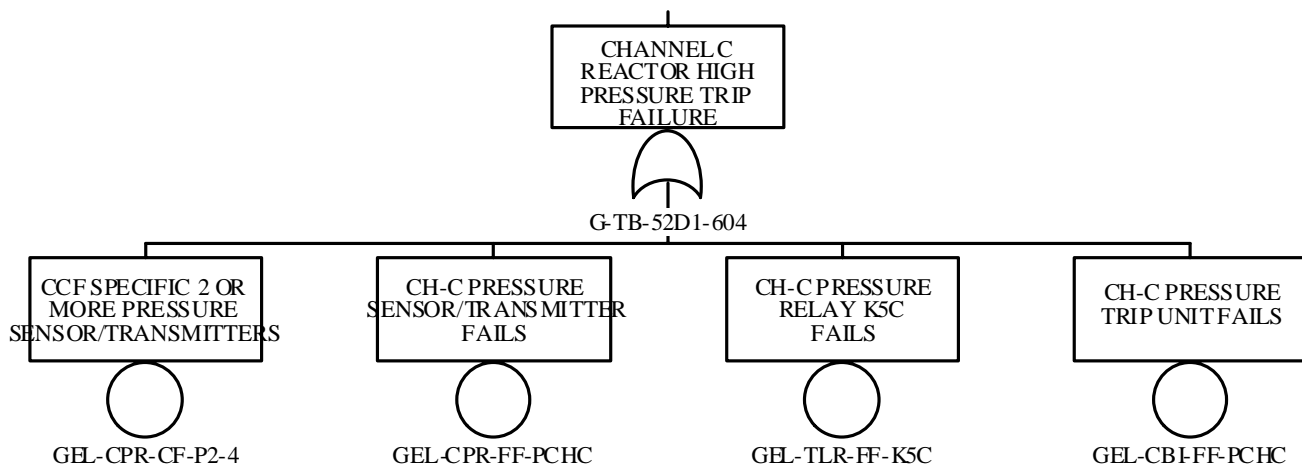 CHANNEL C
REACTOR HIGH
PRESSURE TRIP
FAILURE
G-TB-52D1-604
CCF SPECIFIC 2 OR
MORE PRESSURE
SENSOR/TRANSMITTERS
GEL-CPR-CF-P2-4
CH-C PRESSURE
SENSOR/TRANSMITTER
FAILS
GEL-CPR-FF-PCHC
CH-C PRESSURE
RELAY K5C
FAILS
GEL-TLR-FF-K5C
CH-C PRESSURE
TRIP UNIT FAILS
GEL-CBI-FF-PCHC